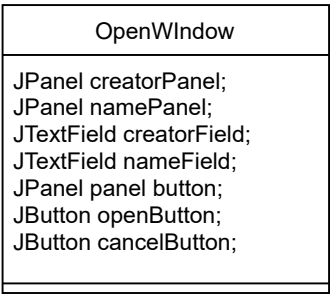 OpenWIndow
JPanel creatorPanel;
JPanel namePanel;
JTextField creatorField;
JTextField nameField;
JPanel panel button;
JButton openButton;
JButton cancelButton;